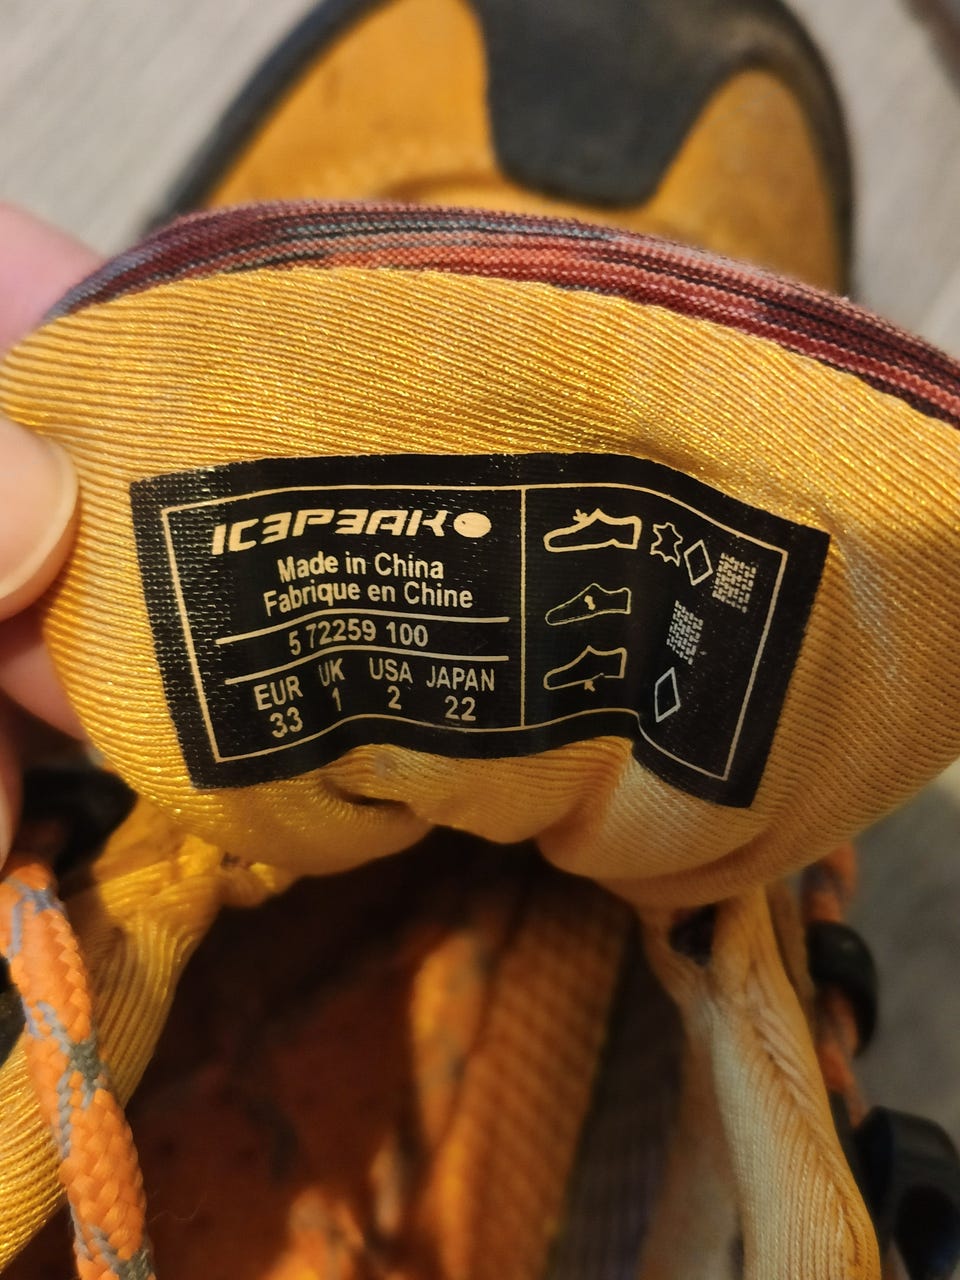 ICEPEAK
Made in China
Fabrique en Chine
5 72259 100
EUR UK USA JAPAN
33 1 2 22